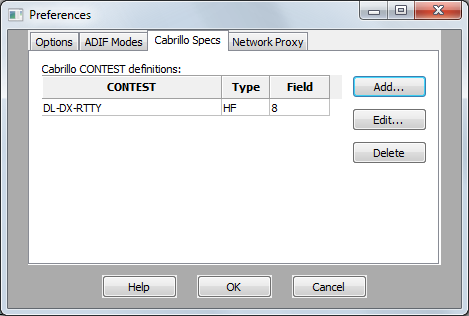 Preferences
Options ADIF Modes Cabrillo Specs Network Proxy
Cabrillo CONTEST definitions:
CONTEST Type Field
DL-DX-RTTY HF 8
Add...
Edit...
Delete
Help OK Cancel